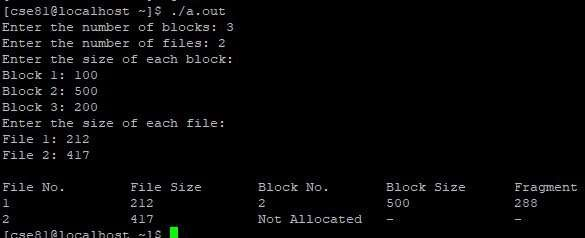 [cse81@localhost ~]$ ./a.out
Enter the number of blocks: 3
Enter the number of files: 2
Enter the size of each block:
Block 1: 100
Block 2: 500
Block 3: 200
Enter the size of each file:
File 1: 212
File 2: 417
File No. File Size Block No. Block Size Fragment
1 212 2 500 288
2 417 Not Allocated - -
[cse81@localhost ~]$